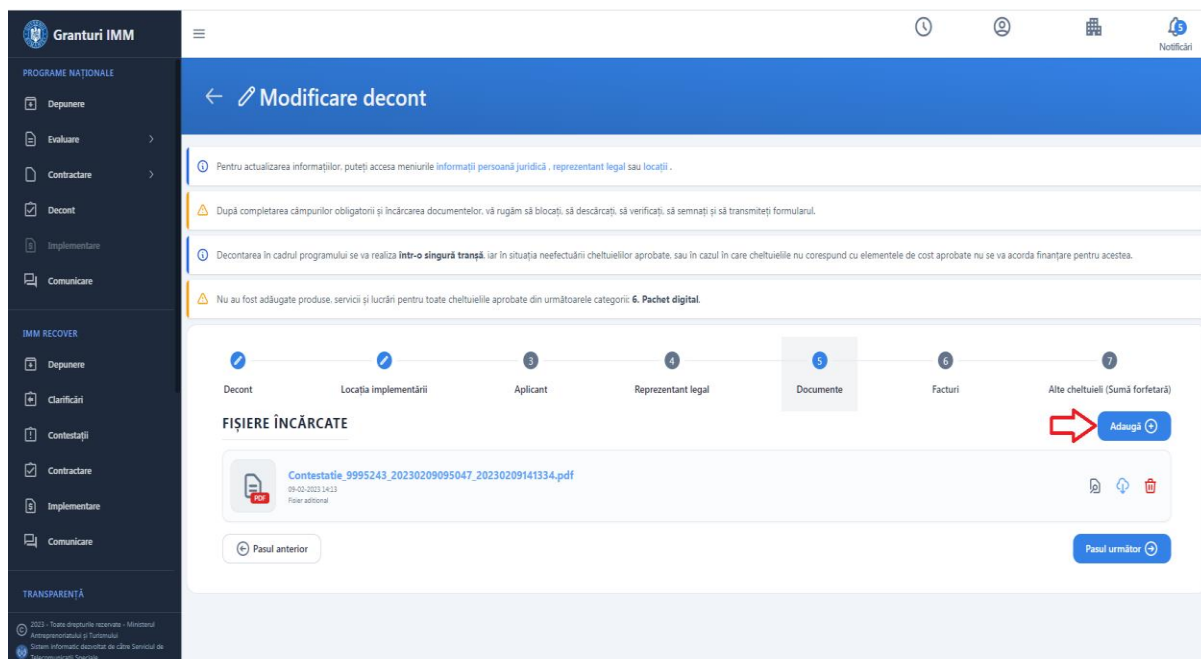 Granturi IMM
Notificări
5
PROGRAME NAȚIONALE
Depunere
Evaluare
Contractare
Decont
Implementare
Comunicare
IMM RECOVER
Depunere
Clarificări
Contestații
Contractare
Implementare
Comunicare
TRANSPARENȚĂ
2023 - Toate drepturile rezervate - Ministerul
Antreprenoriatului și Turismului
Sistem informatic dezvoltat de către Serviciul de
Telecomunicații Speciale
Modificare decont
Pentru actualizarea informațiilor, puteți accesa meniurile informații persoană juridică , reprezentant legal sau locații .
După completarea câmpurilor obligatorii și încărcarea documentelor, vă rugăm să blocați, să descărcați, să verificați, să semnați și să transmiteți formularul.
Decontarea în cadrul programului se va realiza într-o singură tranșă, iar în situația neefectuării cheltuielilor aprobate, sau în cazul în care cheltuielile nu corespund cu elementele de cost aprobate nu se va acorda finanțare pentru acestea.
Nu au fost adăugate produse, servicii și lucrări pentru toate cheltuielile aprobate din următoarele categorii: 6. Pachet digital.
3 4 5 6 7
Decont Locația implementării Aplicant Reprezentant legal Documente Facturi Alte cheltuieli (Sumă forfetară)
FIȘIERE ÎNCĂRCATE
Adaugă
PDF
Contestatie_9995243_20230209095047_20230209141334.pdf
09-02-2023 14:13
Fisier aditional
Pasul anterior
Pasul următor